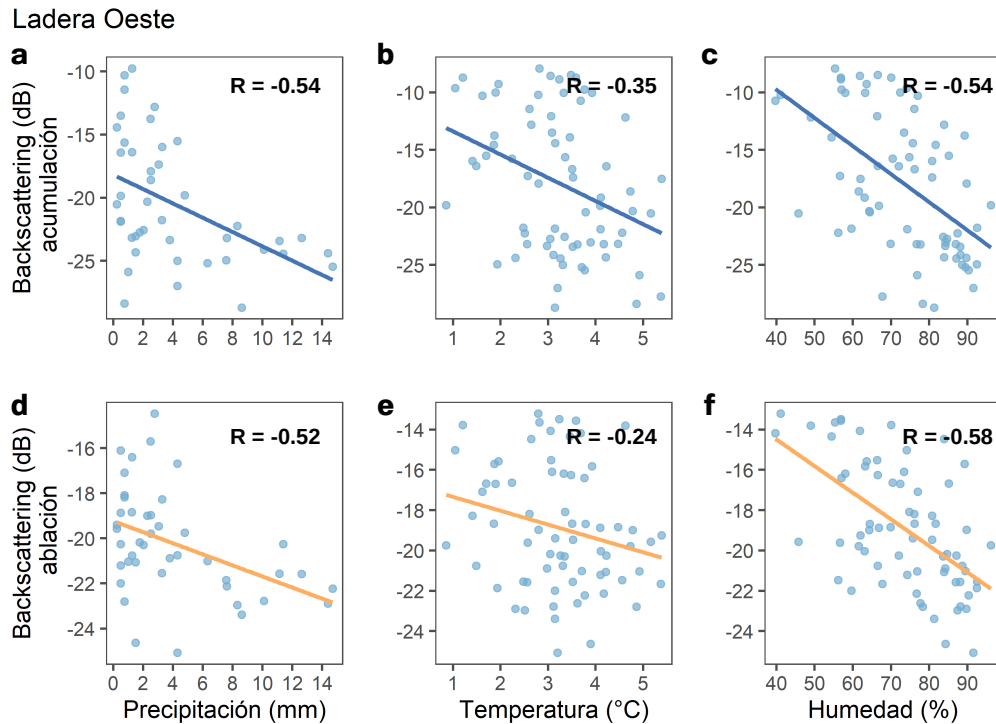 Ladera Oeste
a
b
c
R = -0.54
R = -0.35
R = -0.54
Backscattering (dB)
acumulación
-10
-15
-20
-25
-10
-15
-20
-25
-10
-15
-20
-25
0 2 4 6 8 10 12 14
1 2 3 4 5
40 50 60 70 80 90
d
e
f
R = -0.52
R = -0.24
R = -0.58
Backscattering (dB)
ablación
-16
-18
-20
-22
-24
-14
-16
-18
-20
-22
-24
-14
-16
-18
-20
-22
-24
0 2 4 6 8 10 12 14
1 2 3 4 5
40 50 60 70 80 90
Precipitación (mm)
Temperatura (°C)
Humedad (%)